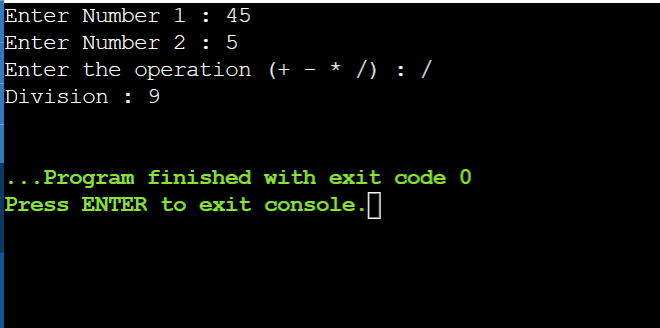 Enter Number 1 : 45
Enter Number 2 : 5
Enter the operation (+ - * /) : /
Division : 9
...Program finished with exit code 0
Press ENTER to exit console.